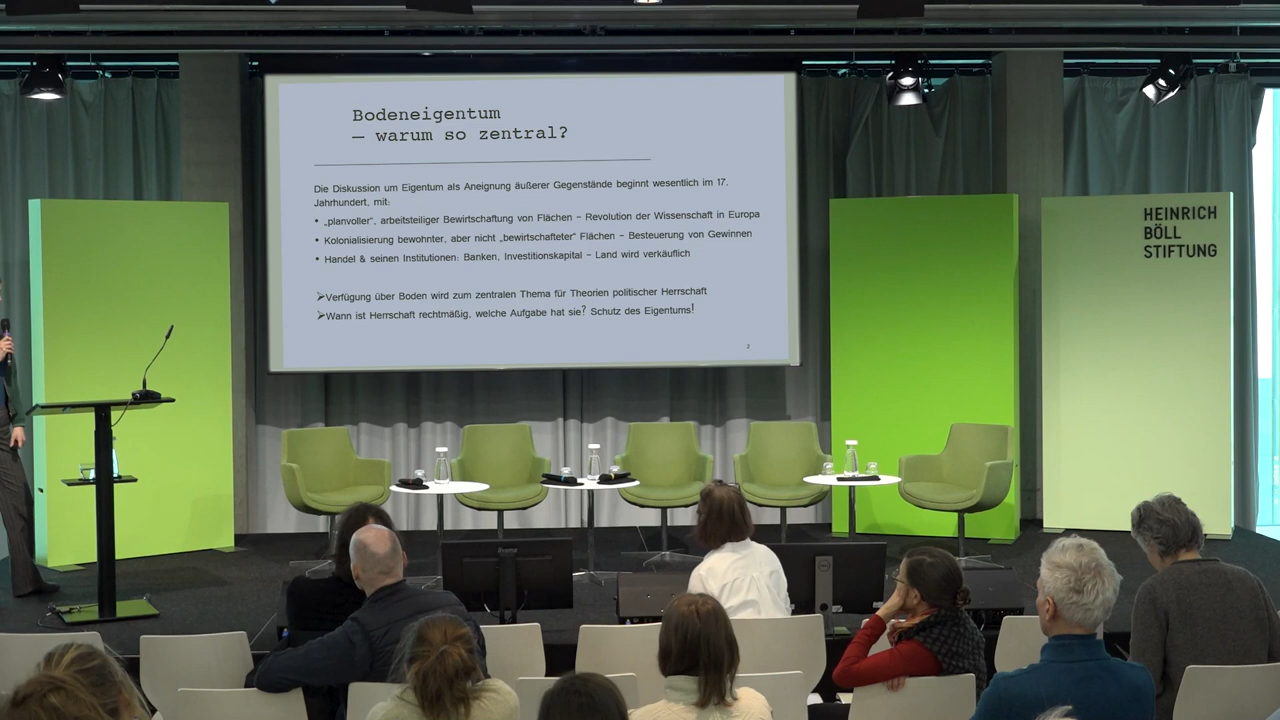 Bodeneigentum
– warum so zentral?
Die Diskussion um Eigentum als Aneignung äußerer Gegenstände beginnt wesentlich im 17.
Jahrhundert, mit:
• „planvoller“, arbeitsteiliger Bewirtschaftung von Flächen – Revolution der Wissenschaft in Europa
• Kolonialisierung bewohnter, aber nicht „bewirtschafteter“ Flächen – Besteuerung von Gewinnen
• Handel & seinen Institutionen: Banken, Investitionskapital – Land wird verkäuflich
➢Verfügung über Boden wird zum zentralen Thema für Theorien politischer Herrschaft
➢Wann ist Herrschaft rechtmäßig, welche Aufgabe hat sie? Schutz des Eigentums!
2
HEINRICH
BÖLL
STIFTUNG
iiyama